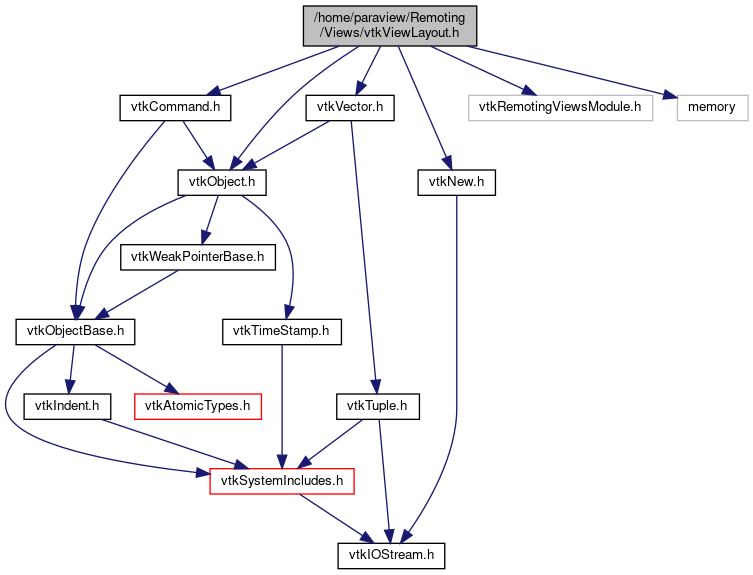 /home/paraview/Remoting
/Views/vtkViewLayout.h
vtkCommand.h
vtkVector.h
vtkRemotingViewsModule.h
memory
vtkObject.h
vtkNew.h
vtkWeakPointerBase.h
vtkObjectBase.h
vtkTimeStamp.h
vtkIndent.h
vtkAtomicTypes.h
vtkTuple.h
vtkSystemIncludes.h
vtkIOStream.h